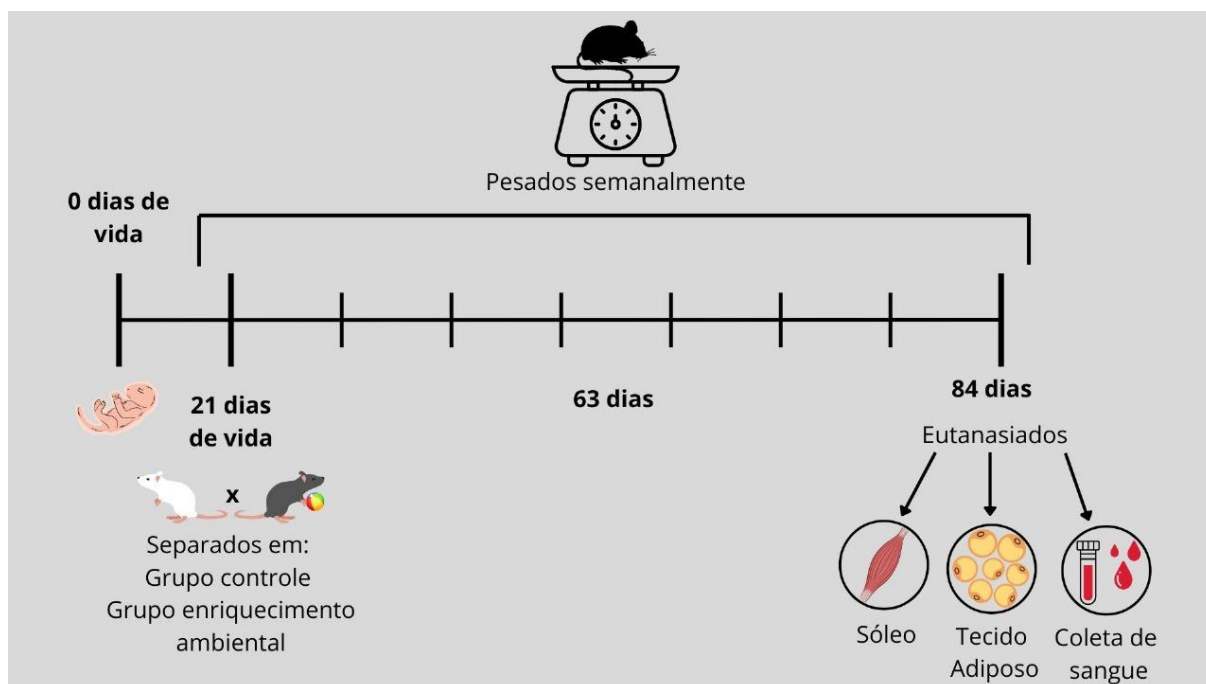 Pesados semanalmente
0 dias de
vida
21 dias
de vida
63 dias
84 dias
Eutanasiados
x
Separados em:
Grupo controle
Grupo enriquecimento
ambiental
Sóleo
Tecido
Adiposo
Coleta de
sangue